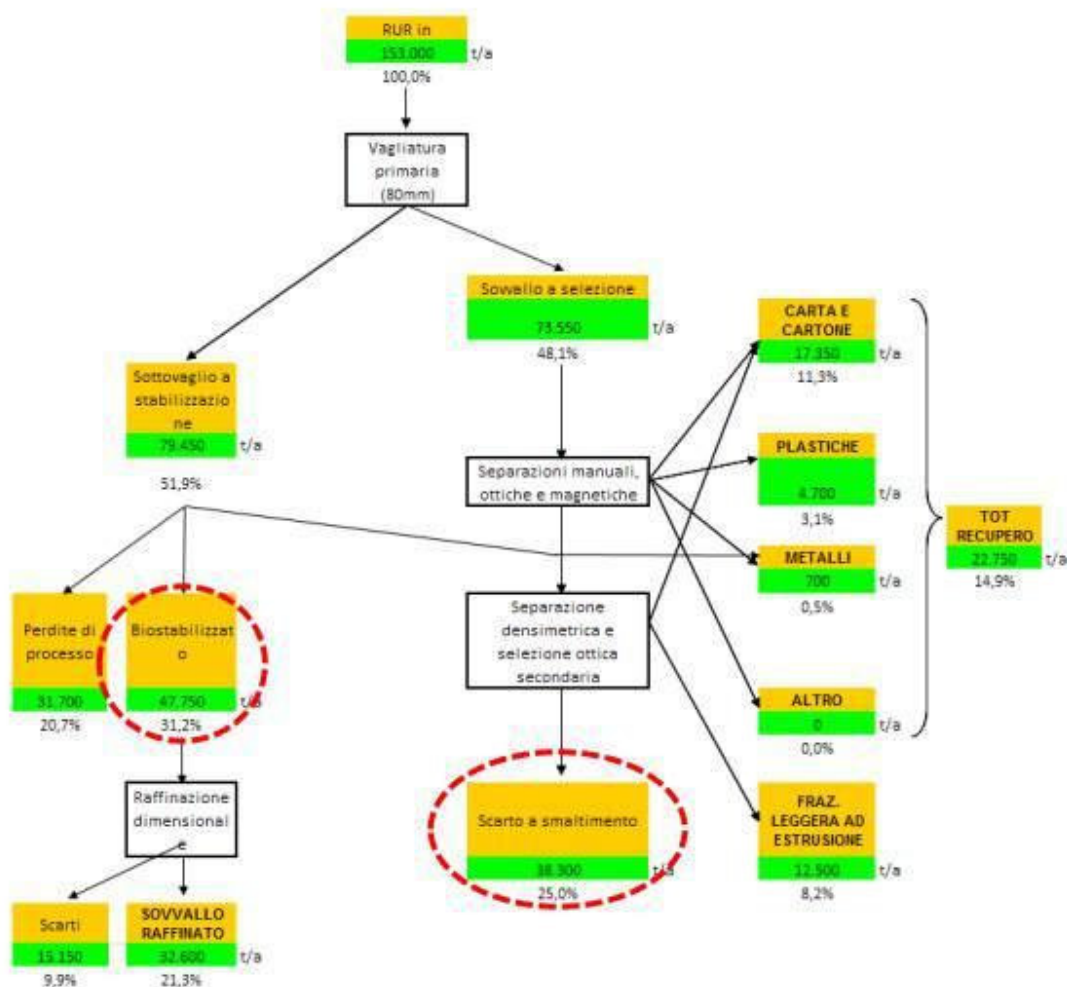 RUR in
153.000 t/a
100,0%
Vagliatura
primaria
(80mm)
Sovvallo a selezione
73.550 t/a
48,1%
Sottovaglio a
stabilizzazio
ne
79.450 t/a
51,9%
CARTA E
CARTONE
17.350 t/a
11,3%
Separazioni manuali,
ottiche e magnetiche
PLASTICHE
4.700 t/a
3,1%
METALLI
700 t/a
0,5%
TOT
RECUPERO
22.750 t/a
14,9%
Perdite di
processo
31.700
20,7%
Biostabilizzat
o
47.750 t/a
31,2%
Separazione
densimetrica e
selezione ottica
secondaria
ALTRO
0 t/a
0,0%
Raffinazione
dimensional
e
Scarto a smaltimento
38.300 t/a
25,0%
FRAZ.
LEGGERA AD
ESTRUSIONE
12.500 t/a
8,2%
Scarti
15.150
9,9%
SOVVALLO
RAFFINATO
32.600 t/a
21,3%